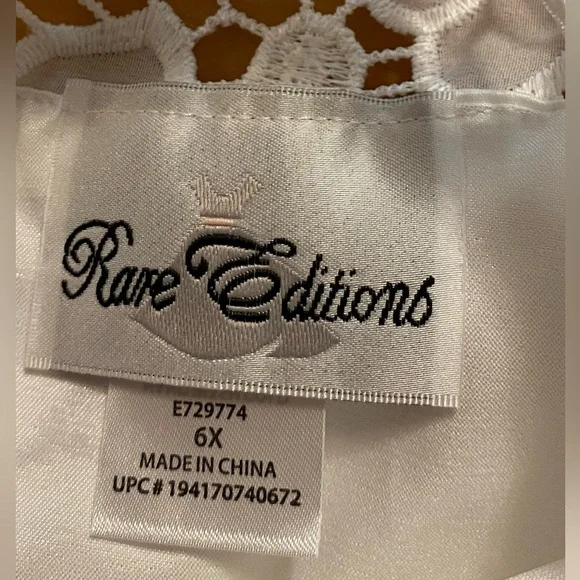 Rare Editions
E729774
6X
MADE IN CHINA
UPC# 194170740672